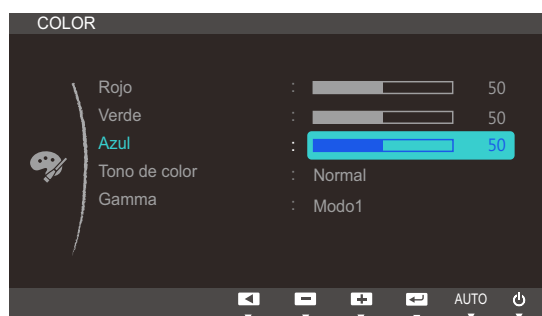 COLOR
Rojo : 50
Verde : 50
Azul : 50
Tono de color : Normal
Gamma : Modo1
AUTO